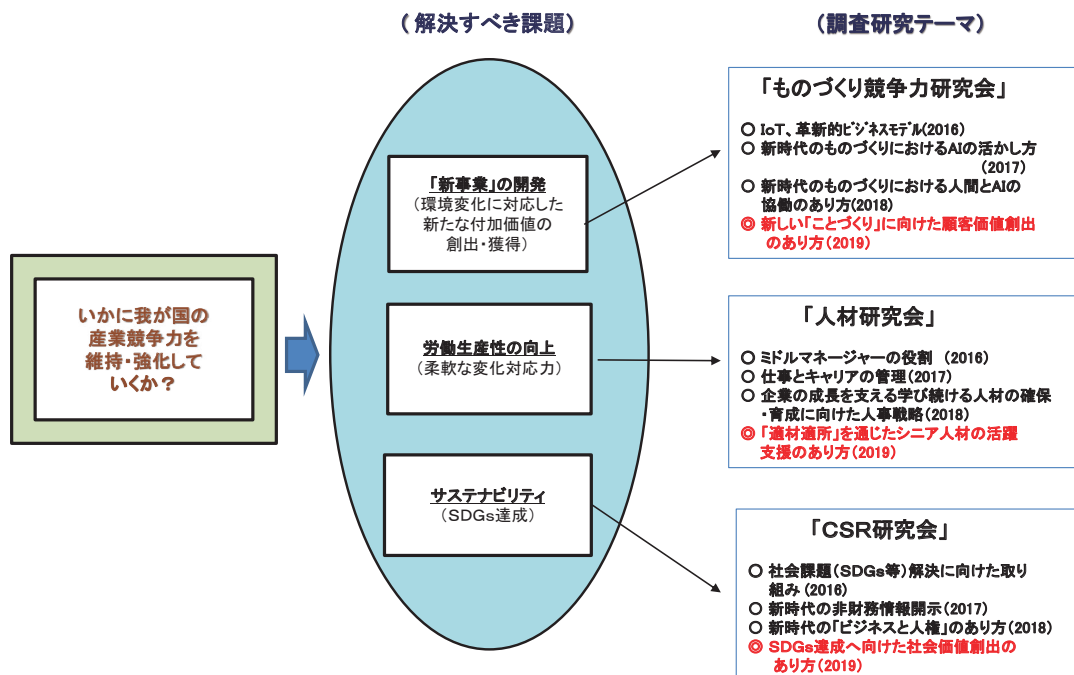 （解決すべき課題）
（調査研究テーマ）
いかに我が国の
産業競争力を
維持・強化して
いくか？
「新事業」の開発
（環境変化に対応した
新たな付加価値の
創出・獲得）
労働生産性の向上
（柔軟な変化対応力）
サステナビリティ
（SDGs達成）
「ものづくり競争力研究会」
○ IoT、革新的ﾋﾞｼﾞﾈｽﾓﾃﾞﾙ(2016)
○ 新時代のものづくりにおけるAIの活かし方
（2017）
○ 新時代のものづくりにおける人間とAIの
協働のあり方（2018）
◎ 新しい「ことづくり」に向けた顧客価値創出
のあり方（2019）
「人材研究会」
○ ミドルマネージャーの役割 （2016）
○ 仕事とキャリアの管理（2017）
○ 企業の成長を支える学び続ける人材の確保
・育成に向けた人事戦略（2018）
◎ 「適材適所」を通じたシニア人材の活躍
支援のあり方（2019）
「CSR研究会」
○ 社会課題（SDGs等）解決に向けた取り
組み（2016）
○ 新時代の非財務情報開示（2017）
○ 新時代の「ビジネスと人権」のあり方（2018）
◎ SDGs達成へ向けた社会価値創出の
あり方（2019）